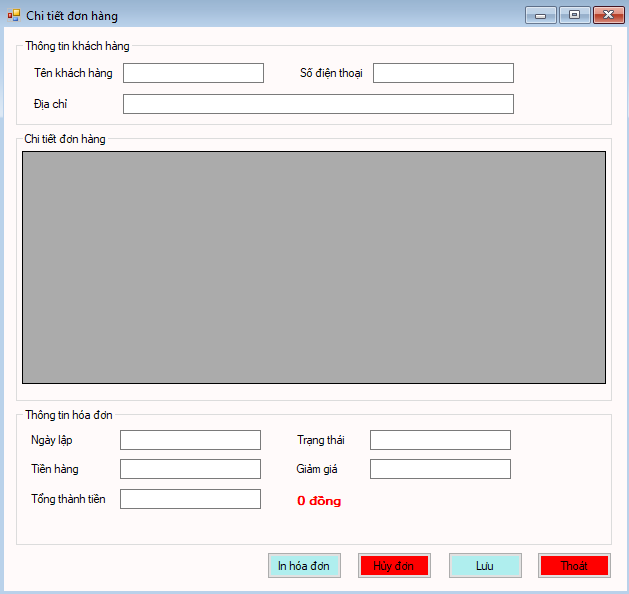 Chi tiết đơn hàng
Thông tin khách hàng
Tên khách hàng Số điện thoại
Địa chỉ
Chi tiết đơn hàng
Thông tin hóa đơn
Ngày lập Trạng thái
Tiền hàng Giảm giá
Tổng thành tiền 0 đồng
In hóa đơn Hủy đơn Lưu Thoát